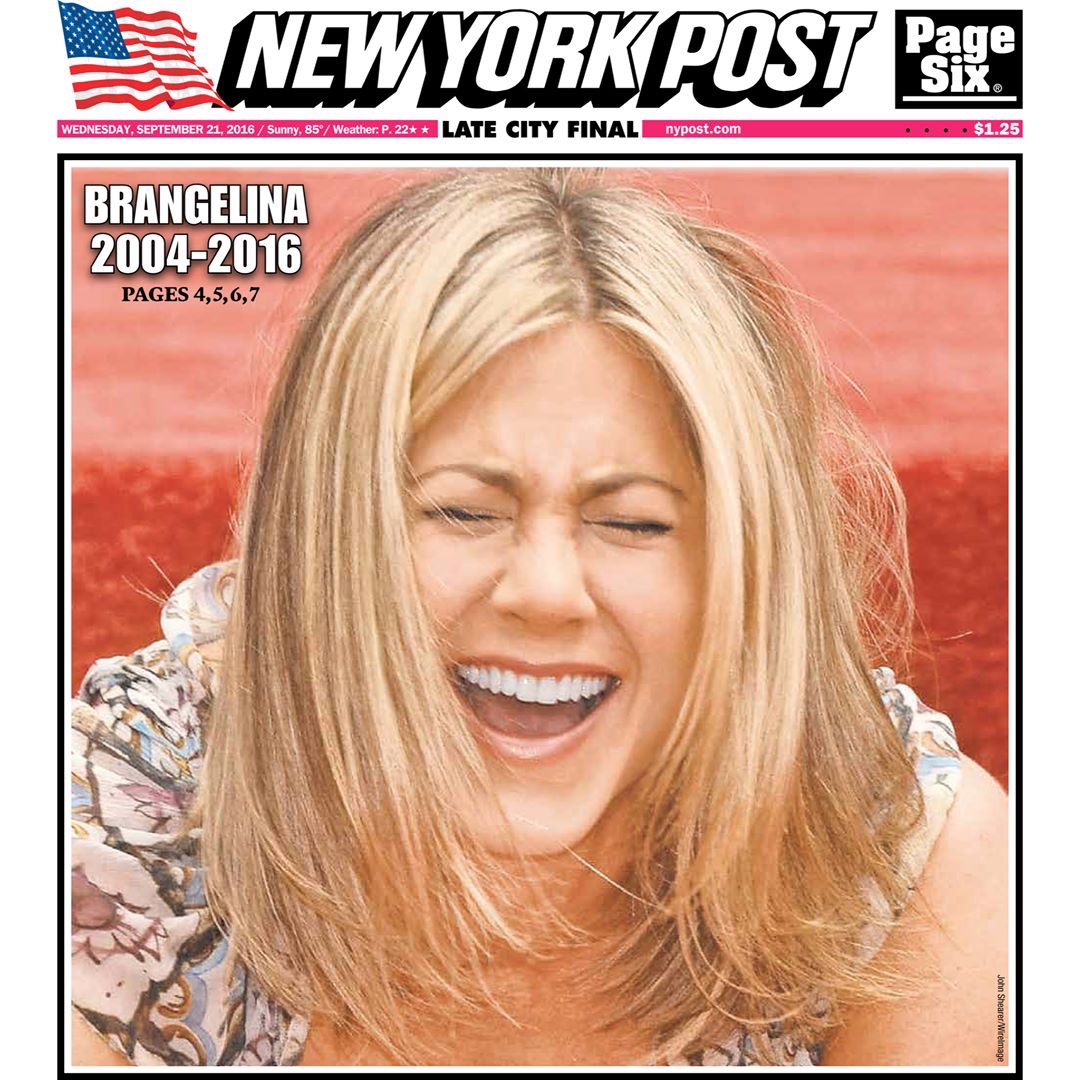 NEW YORK POST
Page
Six®
WEDNESDAY, SEPTEMBER 21, 2016 / Sunny, 85°/ Weather: P. 22★ ★ LATE CITY FINAL nypost.com • • • • $1.25
BRANGELINA
2004-2016
PAGES 4,5,6,7
John Shearer/WireImage